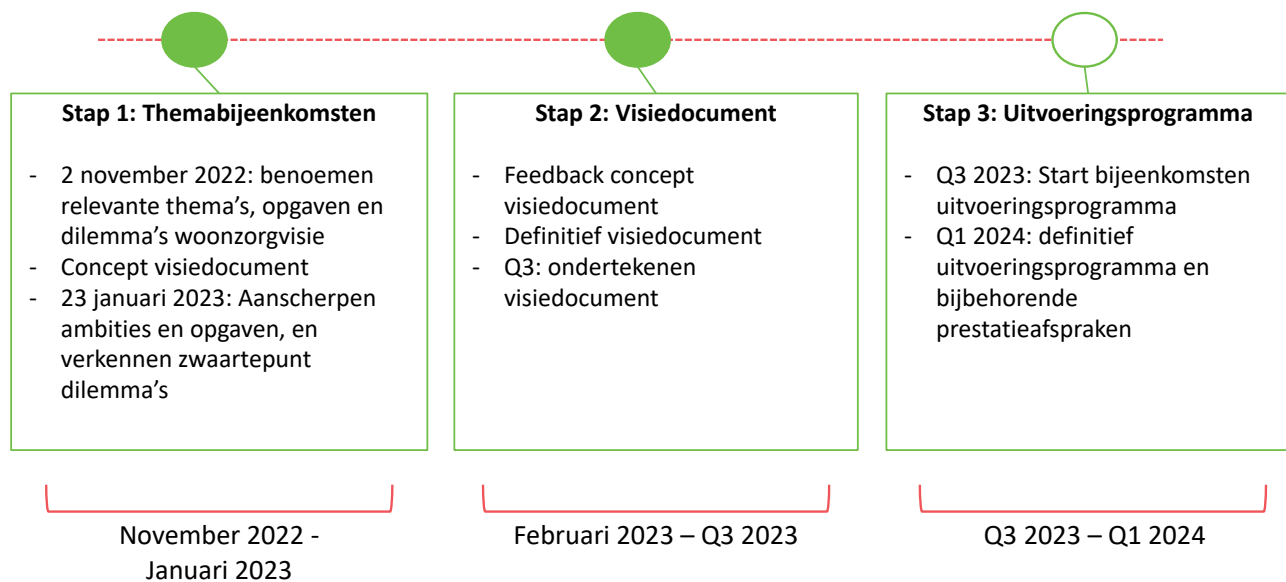 Stap 1: Themabijeenkomsten
- 2 november 2022: benoemen
relevante thema’s, opgaven en
dilemma’s woonzorgvisie
- Concept visiedocument
- 23 januari 2023: Aanscherpen
ambities en opgaven, en
verkennen zwaartepunt
dilemma’s
November 2022 -
Januari 2023
Stap 2: Visiedocument
- Feedback concept
visiedocument
- Definitief visiedocument
- Q3: ondertekenen
visiedocument
Februari 2023 – Q3 2023
Stap 3: Uitvoeringsprogramma
- Q3 2023: Start bijeenkomsten
uitvoeringsprogramma
- Q1 2024: definitief
uitvoeringsprogramma en
bijbehorende
prestatieafspraken
Q3 2023 – Q1 2024